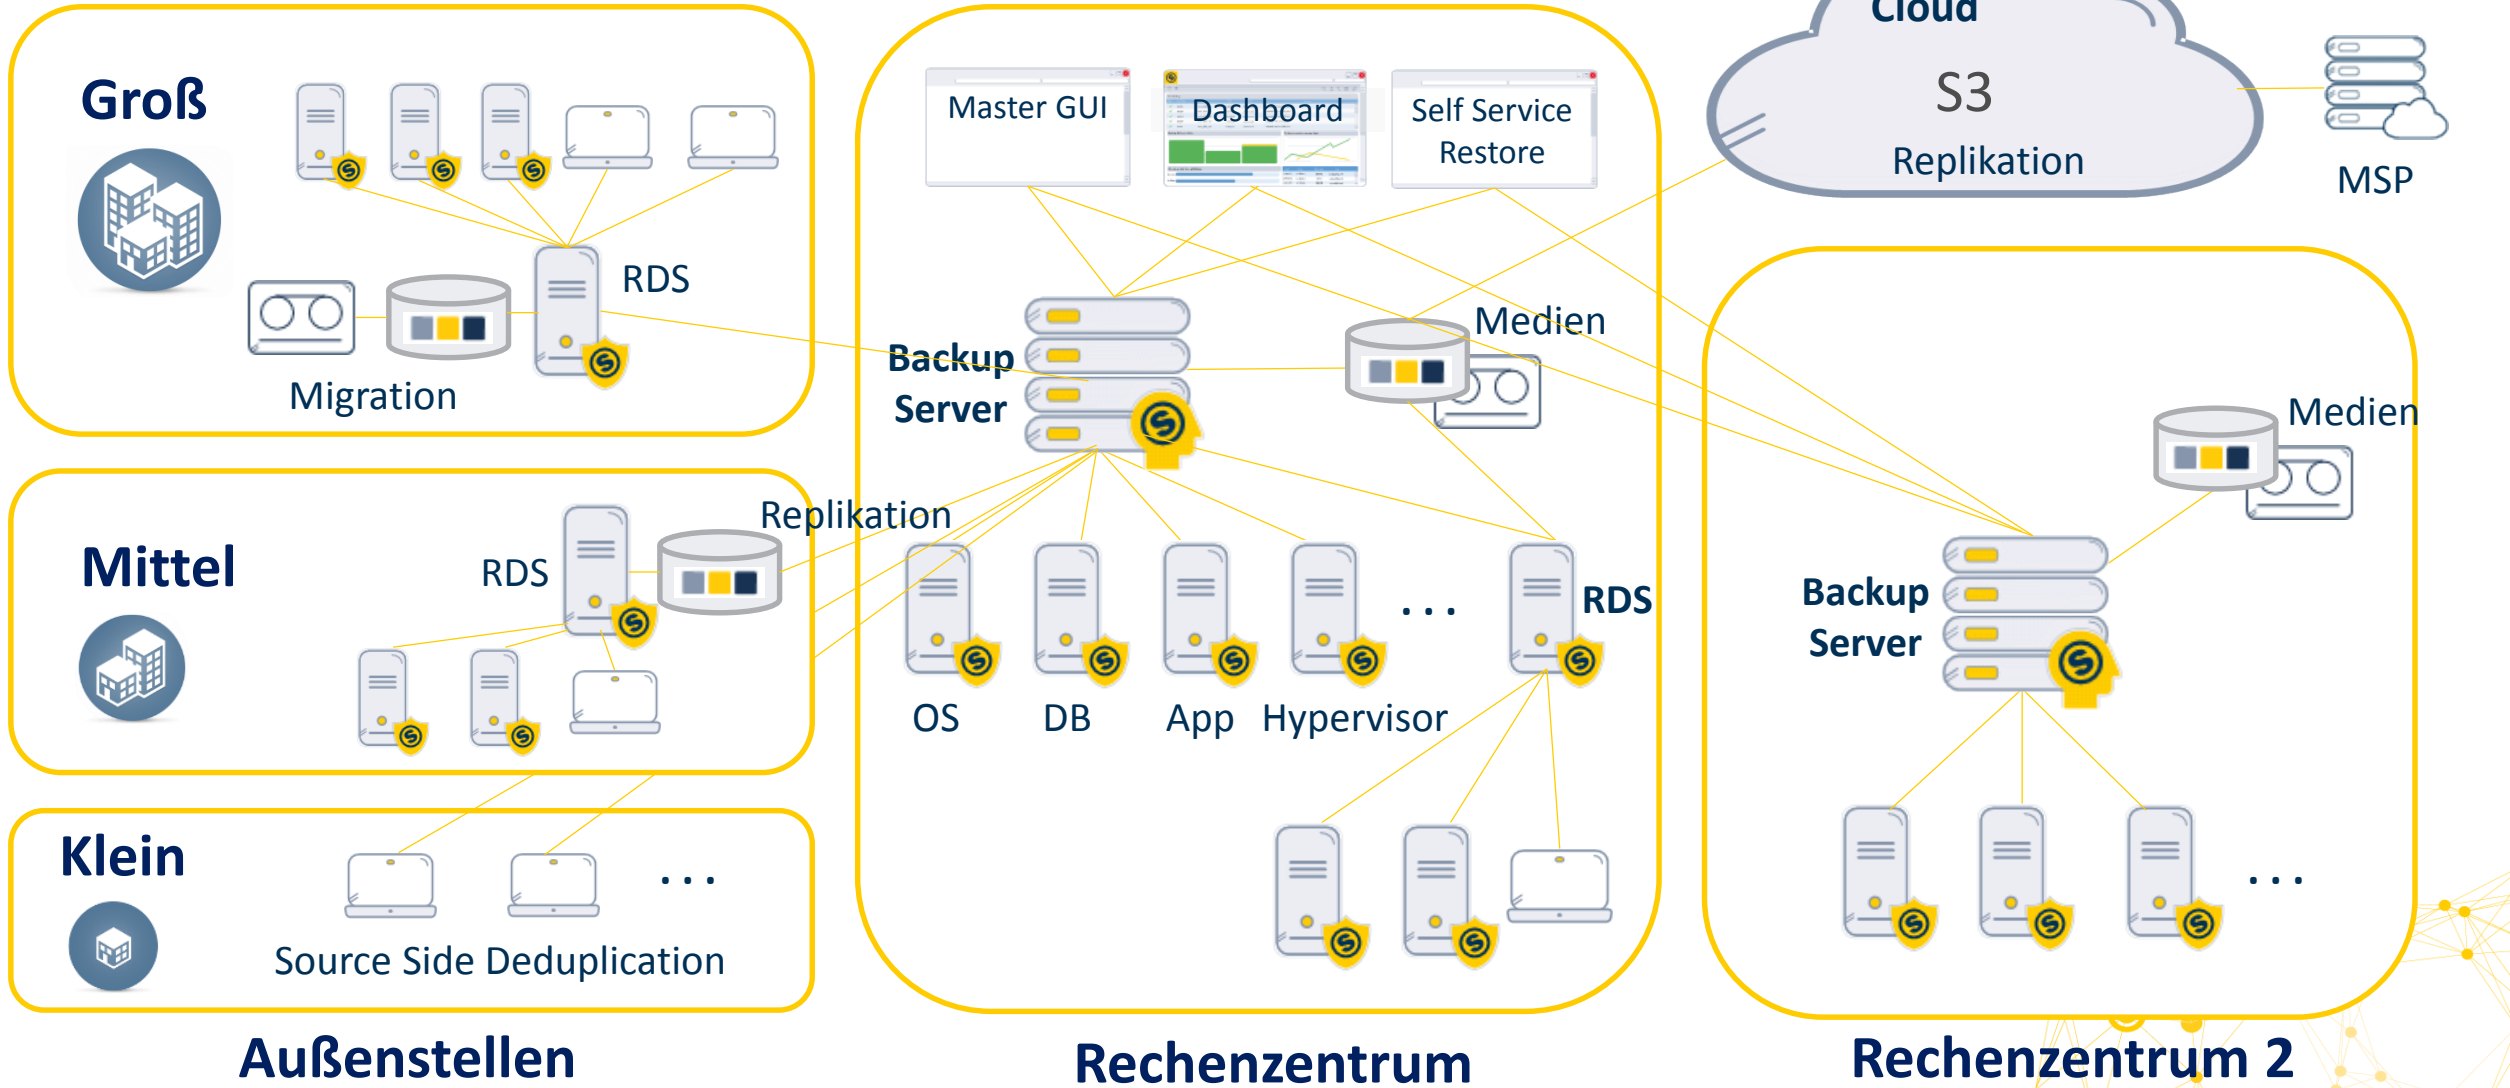 Groß
RDS
Migration
Mittel
RDS
Replikation
Klein
...
Source Side Deduplication
Außenstellen
Master GUI
Dashboard
Self Service
Restore
Backup
Server
Medien
...
RDS
OS
DB
App
Hypervisor
Rechenzentrum
Cloud
S3
Replikation
MSP
Medien
Backup
Server
...
Rechenzentrum 2